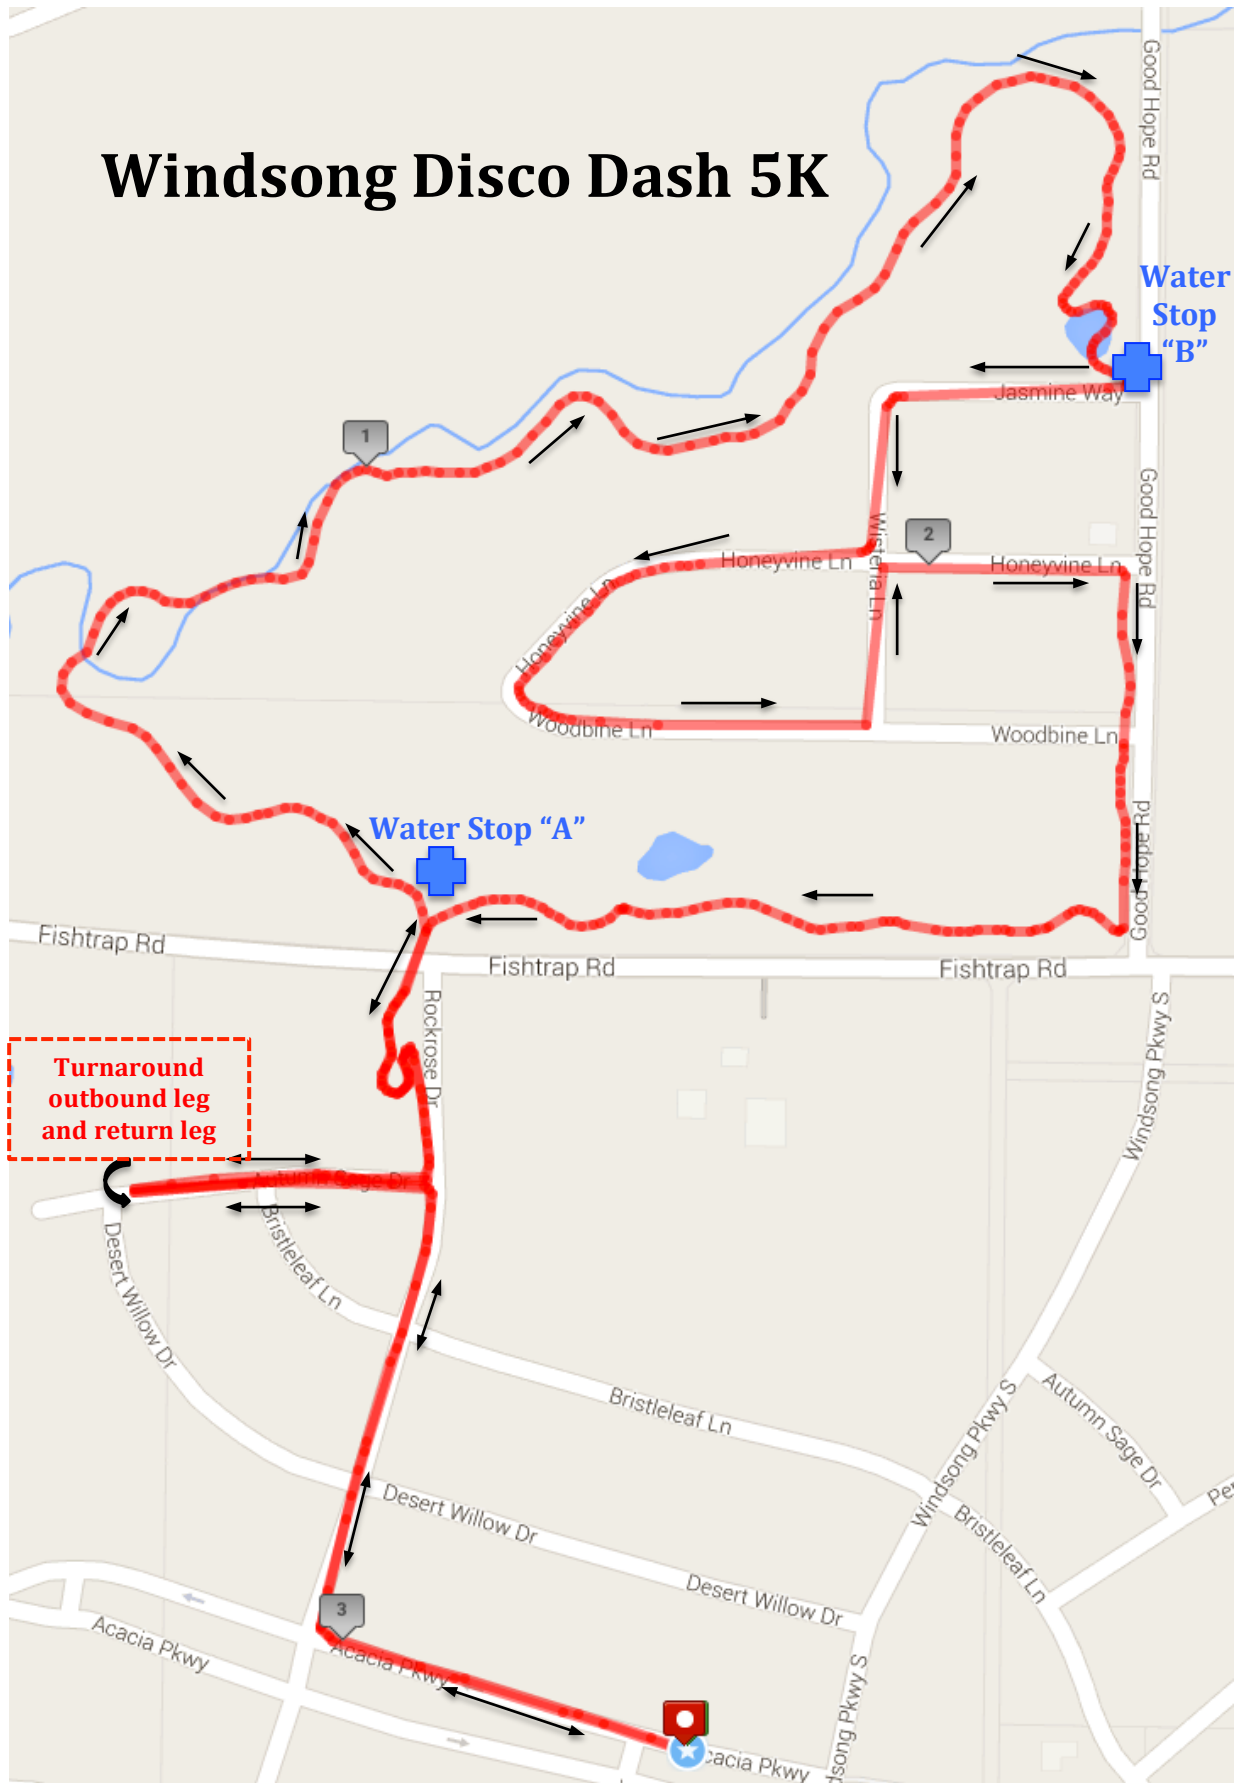 Windsong Disco Dash 5K
Good Hope Rd
Water
Stop
“B”
Jasmine Way
1
Good Hope Rd
Wisteria Ln
2
Honeyvine Ln
Honeyvine Ln
Honeyvine Ln
Woodbine Ln
Woodbine Ln
Water Stop “A”
Good Hope Rd
Fishtrap Rd
Fishtrap Rd
Fishtrap Rd
Rockrose Dr
Windsong Pkwy S
Turnaround
outbound leg
and return leg
Autumn Sage Dr
Desert Willow Dr
Bristleleaf Ln
Bristleleaf Ln
Windsong Pkwy S
Autumn Sage Dr
Per
Desert Willow Dr
Desert Willow Dr
Bristleleaf Ln
3
Acacia Pkwy
Acacia Pkwy
cacia Pkwy
dsong Pkwy S